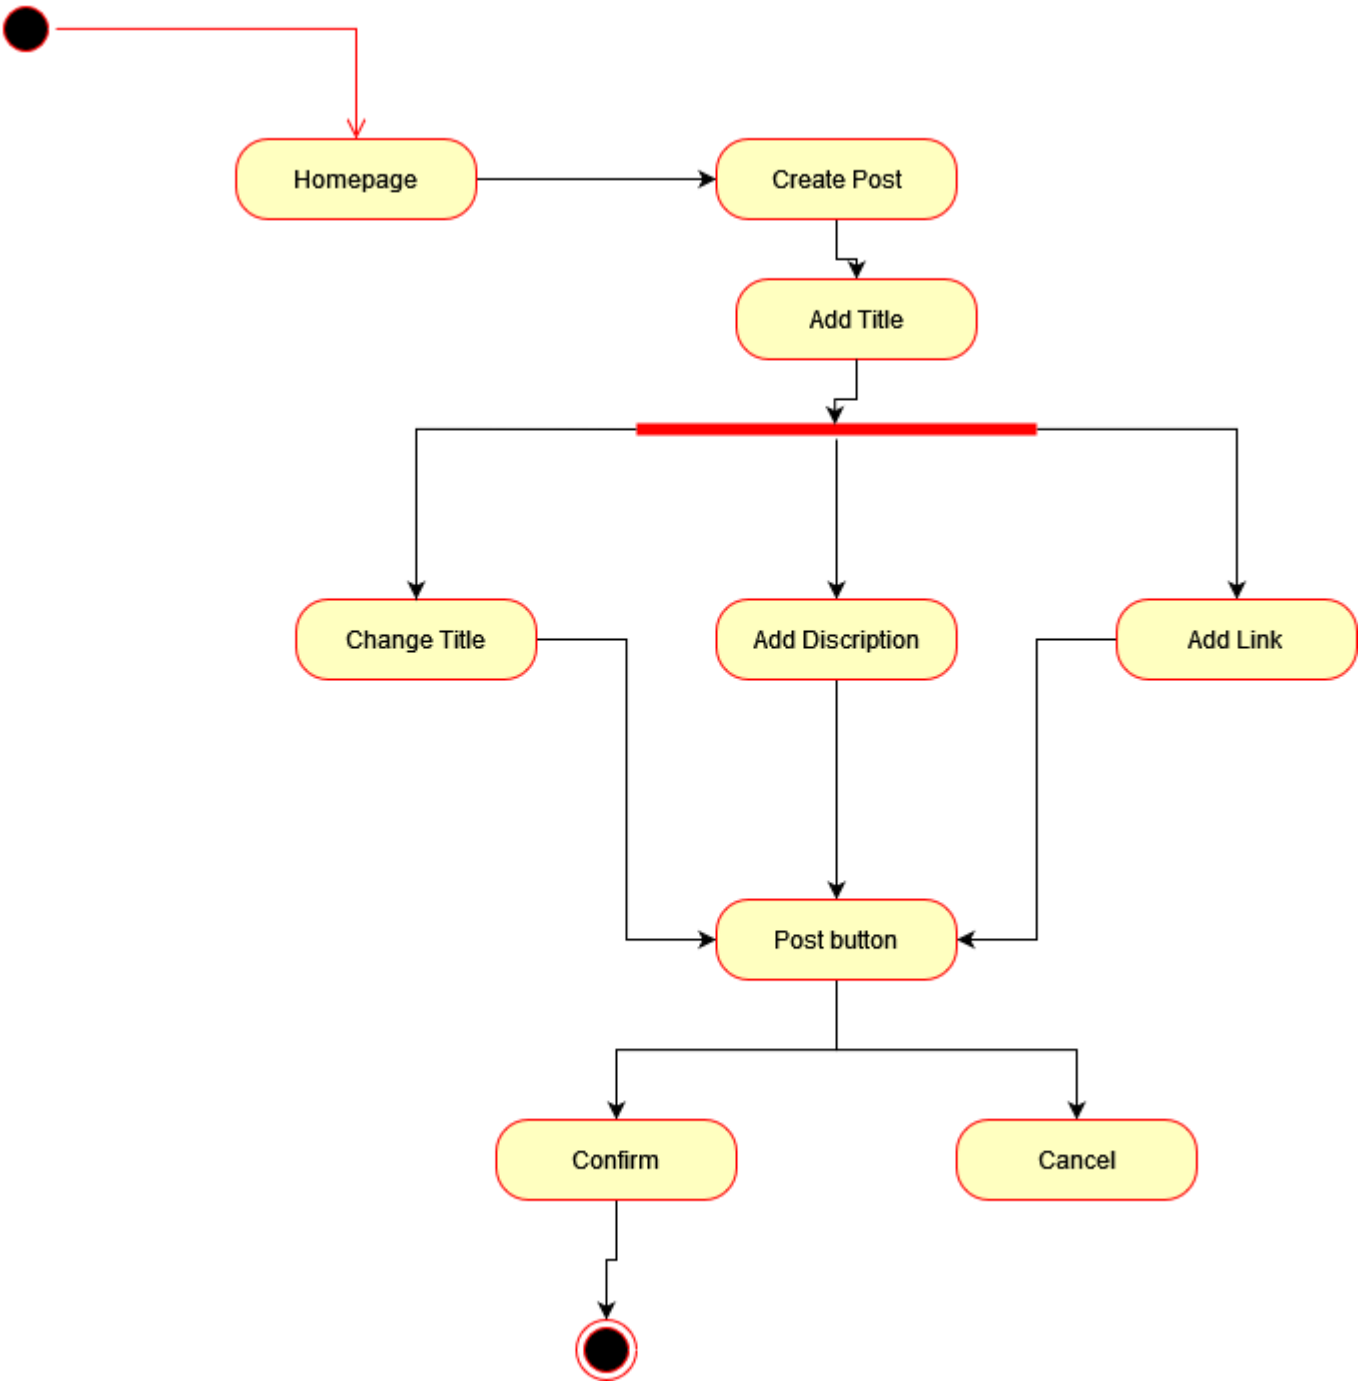 Homepage
Create Post
Add Title
Change Title
Add Discription
Add Link
Post button
Confirm
Cancel